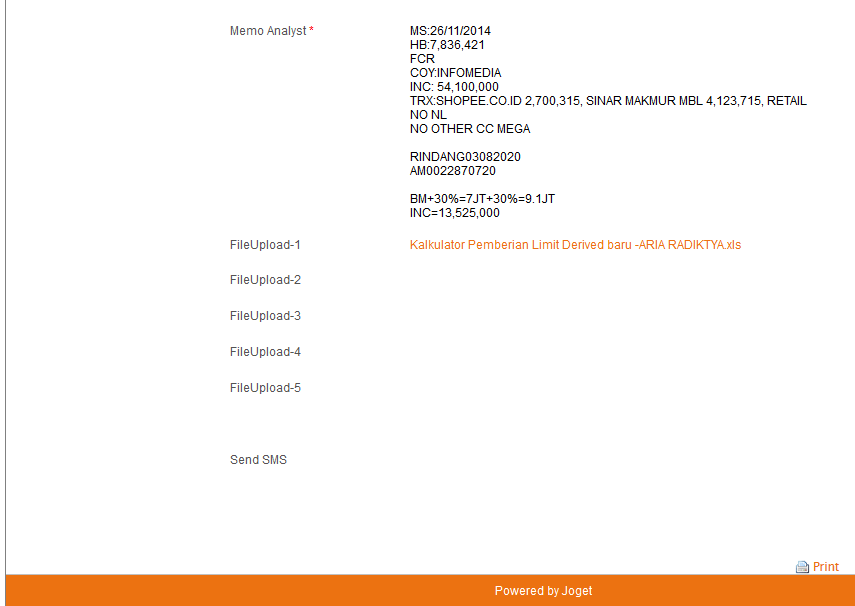 Memo Analyst *
MS:26/11/2014
HB:7,836,421
FCR
COY:INFOMEDIA
INC: 54,100,000
TRX:SHOPEE.CO.ID 2,700,315, SINAR MAKMUR MBL 4,123,715, RETAIL
NO NL
NO OTHER CC MEGA
RINDANG03082020
AM0022870720
BM+30%=7JT+30%=9.1JT
INC=13,525,000
FileUpload-1
Kalkulator Pemberian Limit Derived baru -ARIA RADIKTYA.xls
FileUpload-2
FileUpload-3
FileUpload-4
FileUpload-5
Send SMS
Print
Powered by Joget